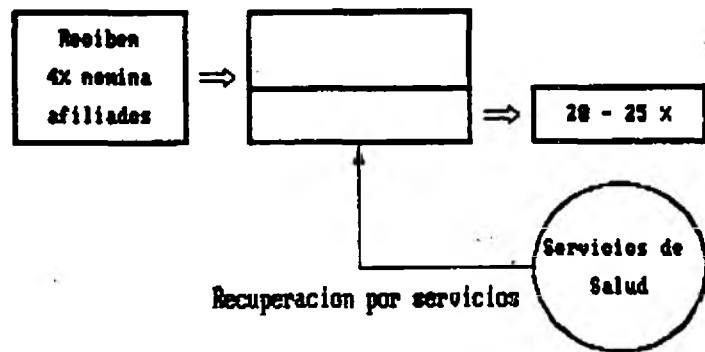 Reciben
4% nomina
afiliados
20 - 25 %
Servicios de
Salud
Recuperacion por servicios